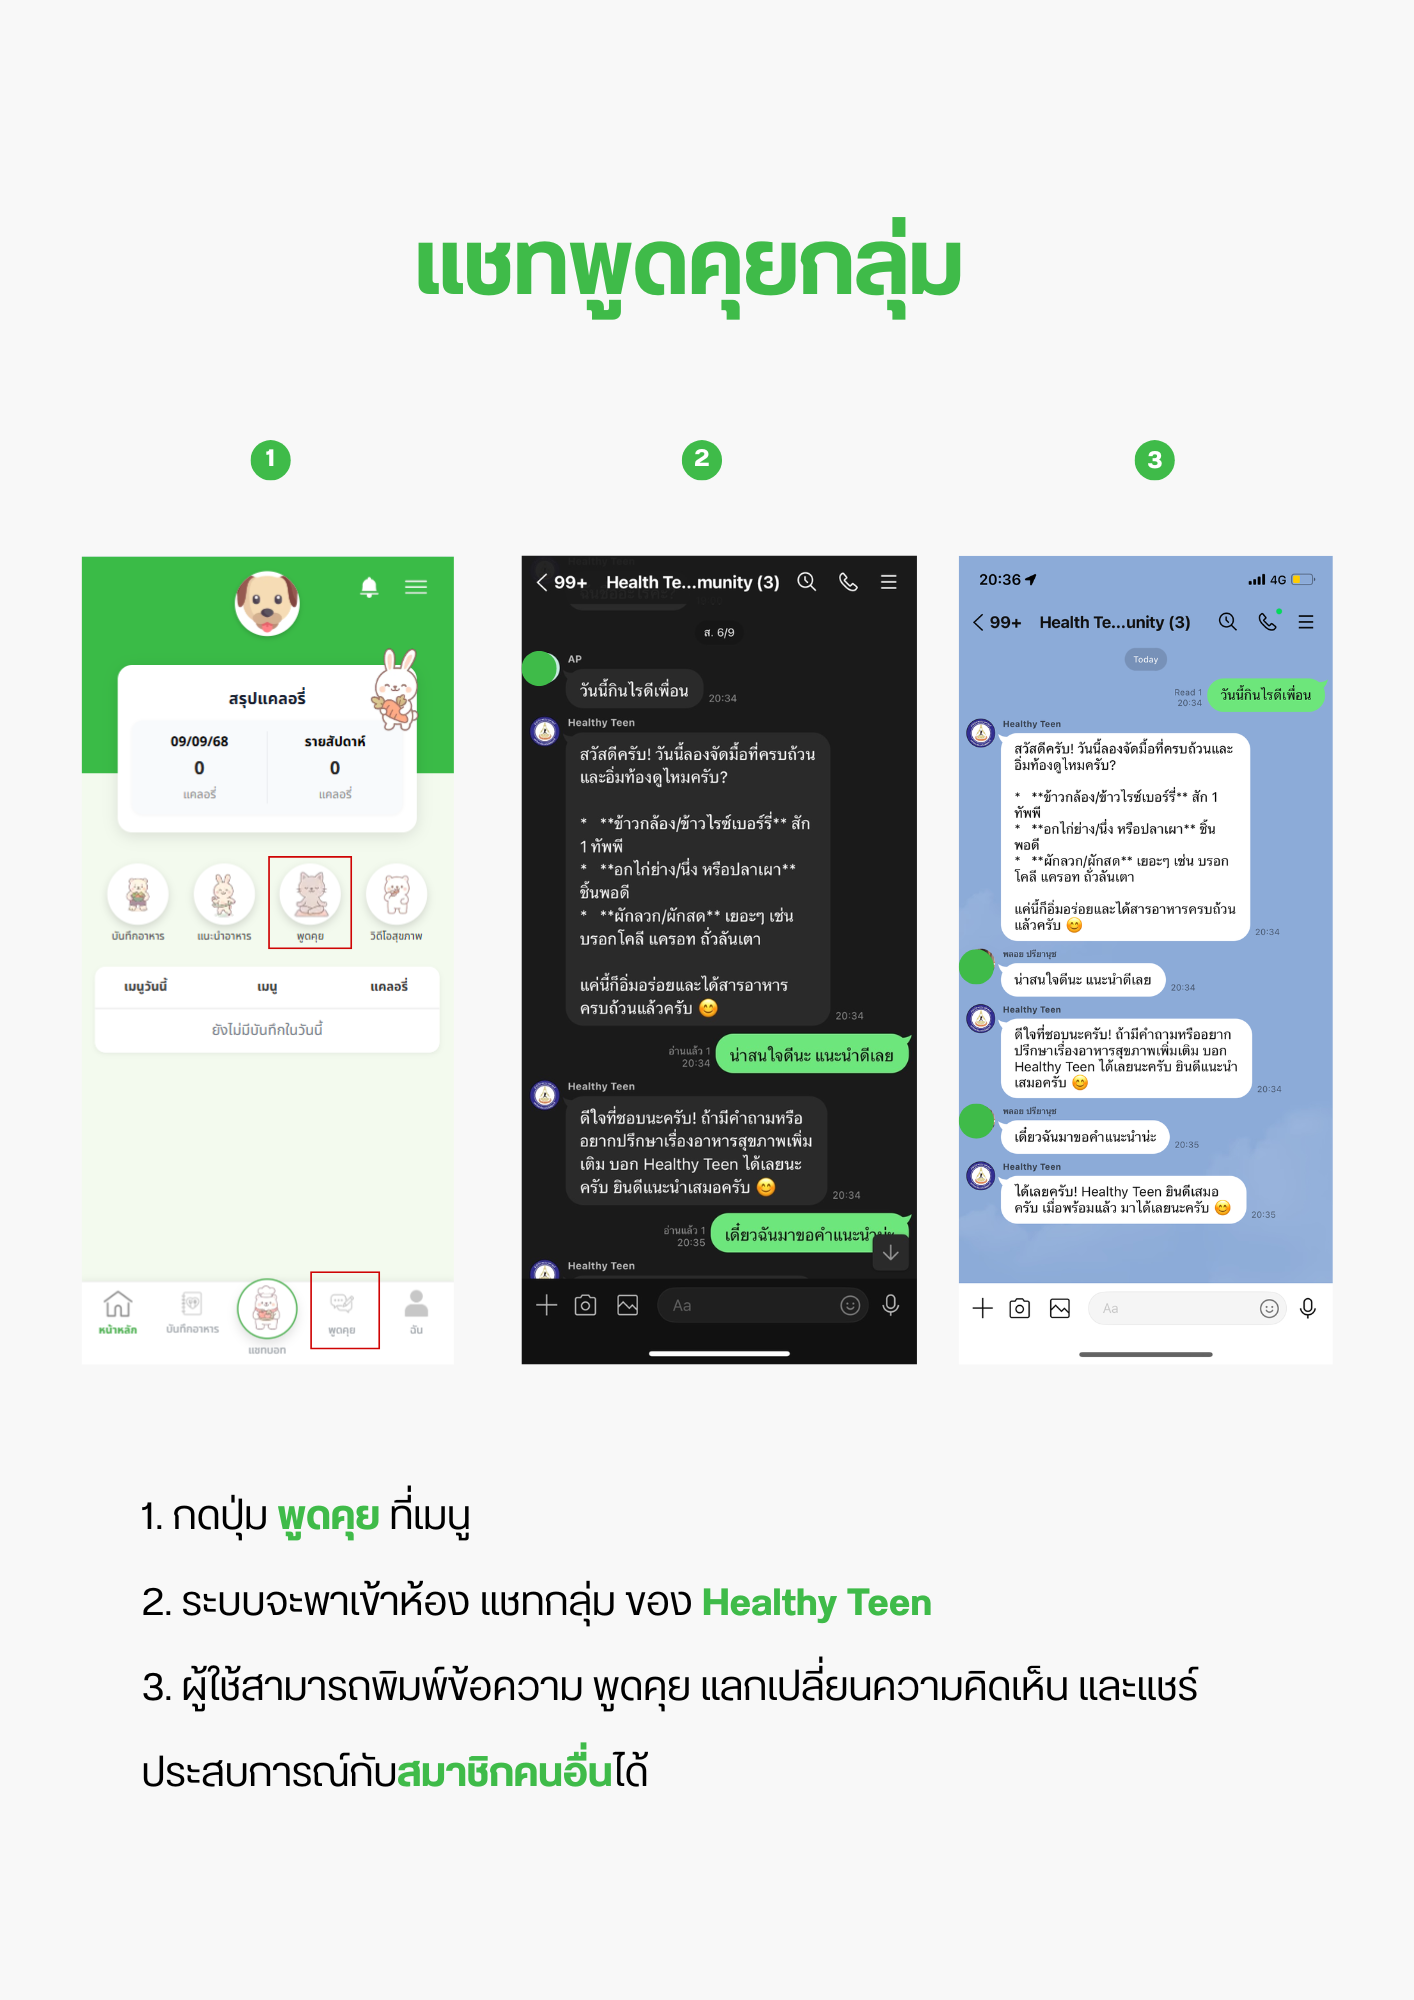 แชทพูดคุยกลุ่ม
1
2
3
สรุปแคลอรี่
09/09/68
รายสัปดาห์
0
0
แคลอรี่
แคลอรี่
บันทึกอาหาร
แนะนำอาหาร
พูดคุย
วิดีโอสุขภาพ
เมนูวันนี้
เมนู
แคลอรี่
ยังไม่มีบันทึกในวันนี้
หน้าหลัก
บันทึกอาหาร
แชทบอท
พูดคุย
ฉัน
99+ Health Te...munity (3)
ส. 6/9
AP
วันนี้กินไรดีเพื่อน
20:34
Healthy Teen
สวัสดีครับ! วันนี้ลองจัดมื้อที่ครบถ้วน
และอิ่มท้องดูไหมครับ?
* **ข้าวกล้อง/ข้าวไรซ์เบอร์รี่** สัก
1 ทัพพี
* **อกไก่ย่าง/นึ่ง หรือปลาเผา**
ชิ้นพอดี
* **ผักลวก/ผักสด** เยอะๆ เช่น
บรอกโคลี แครอท ถั่วลันเตา
แค่นี้ก็อิ่มอร่อยและได้สารอาหาร
ครบถ้วนแล้วครับ 😊
20:34
อ่านแล้ว 1
20:34
น่าสนใจดีนะ แนะนำดีเลย
Healthy Teen
ดีใจที่ชอบนะครับ! ถ้ามีคำถามหรือ
อยากปรึกษาเรื่องอาหารสุขภาพเพิ่ม
เติม บอก Healthy Teen ได้เลยนะ
ครับ ยินดีแนะนำเสมอครับ 😊
20:34
อ่านแล้ว 1
20:35
เดี๋ยวฉันมาขอคำแนะนำน่ะ
Healthy Teen
Aa
20:36
4G
99+ Health Te...unity (3)
Today
Read 1
20:34
วันนี้กินไรดีเพื่อน
Healthy Teen
สวัสดีครับ! วันนี้ลองจัดมื้อที่ครบถ้วนและ
อิ่มท้องดูไหมครับ?
* **ข้าวกล้อง/ข้าวไรซ์เบอร์รี่** สัก 1
ทัพพี
* **อกไก่ย่าง/นึ่ง หรือปลาเผา** ชิ้น
พอดี
* **ผักลวก/ผักสด** เยอะๆ เช่น บรอก
โคลี แครอท ถั่วลันเตา
แค่นี้ก็อิ่มอร่อยและได้สารอาหารครบถ้วน
แล้วครับ 😊
20:34
พลอย ปรียานุช
น่าสนใจดีนะ แนะนำดีเลย
20:34
Healthy Teen
ดีใจที่ชอบนะครับ! ถ้ามีคำถามหรืออยาก
ปรึกษาเรื่องอาหารสุขภาพเพิ่มเติม บอก
Healthy Teen ได้เลยนะครับ ยินดีแนะนำ
เสมอครับ 😊
20:34
พลอย ปรียานุช
เดี๋ยวฉันมาขอคำแนะนำน่ะ
20:35
Healthy Teen
ได้เลยครับ! Healthy Teen ยินดีเสมอ
ครับ เมื่อพร้อมแล้ว มาได้เลยนะครับ 😊
20:35
Aa
1. กดปุ่ม พูดคุย ที่เมนู
2. ระบบจะพาเข้าห้อง แชทกลุ่ม ของ Healthy Teen
3. ผู้ใช้สามารถพิมพ์ข้อความ พูดคุย แลกเปลี่ยนความคิดเห็น และแชร์
ประสบการณ์กับสมาชิกคนอื่นได้